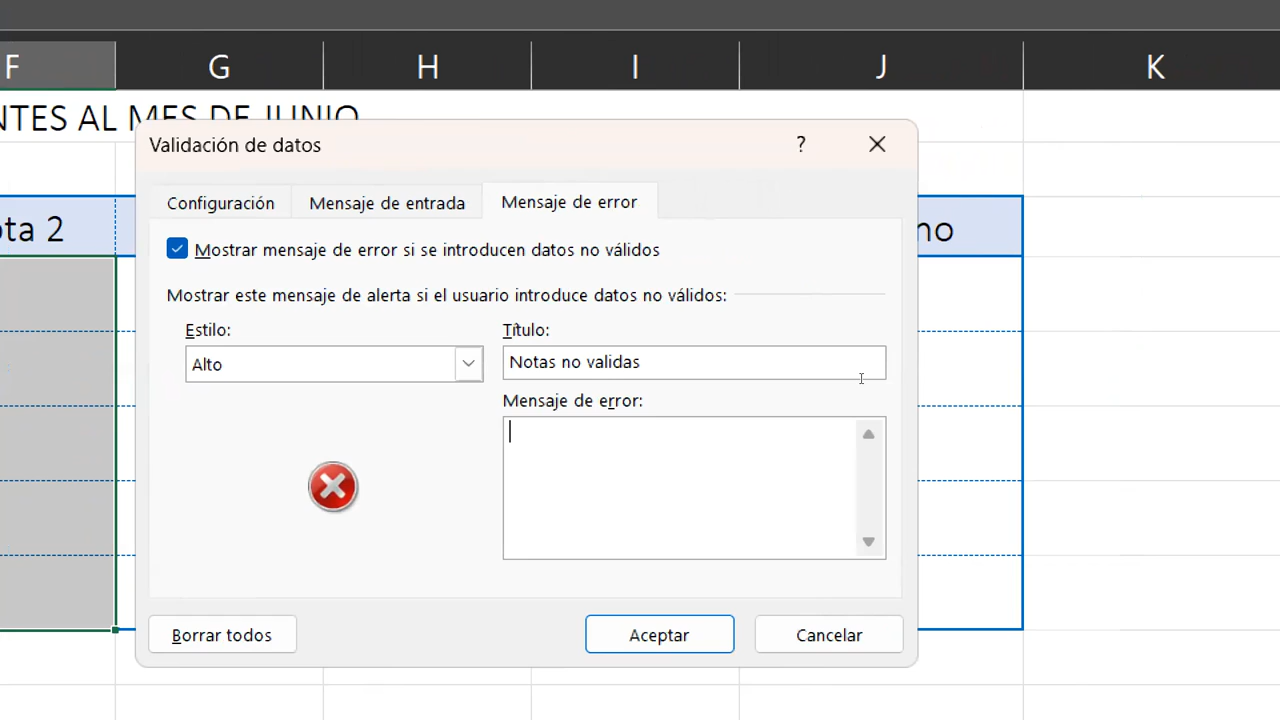 F G H I J K
NTES AL MES DE JUNIO
Validación de datos ?
Configuración Mensaje de entrada Mensaje de error
ota 2
no
Mostrar mensaje de error si se introducen datos no válidos
Mostrar este mensaje de alerta si el usuario introduce datos no válidos:
Estilo: Título:
Alto Notas no validas
Mensaje de error:
Borrar todos Aceptar Cancelar